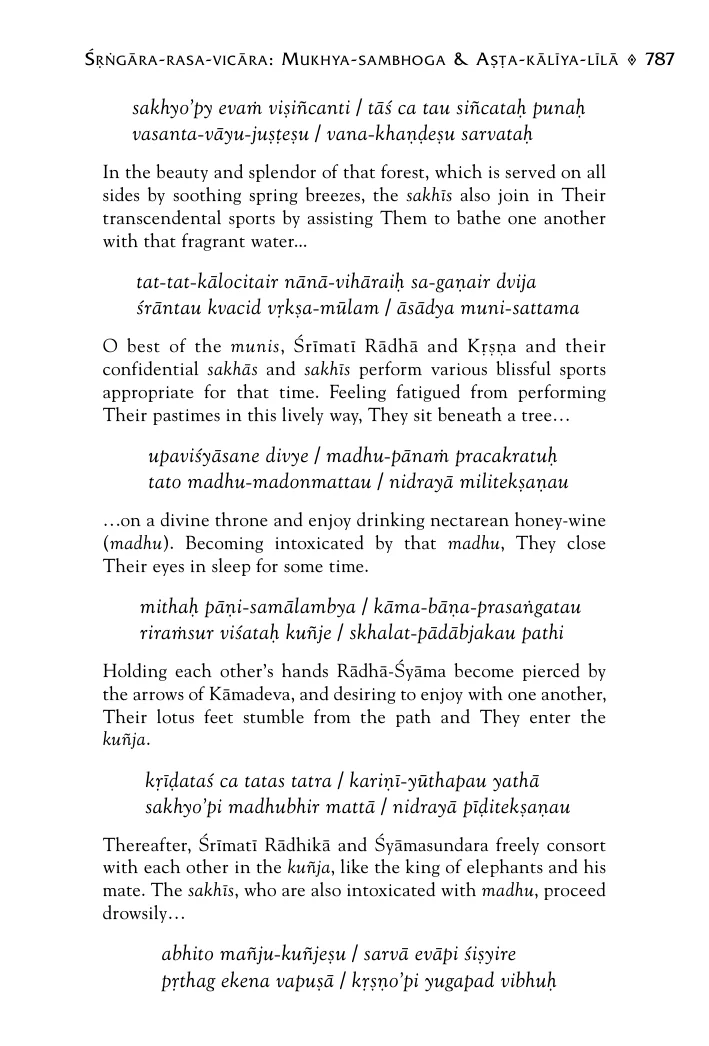 Śṛṅgāra-rasa-vicāra: Mukhya-sambhoga & Aṣṭa-kālīya-līlā ◊ 787
sakhyo’py evaṁ viṣiñcanti / tāś ca tau siñcataḥ punaḥ
vasanta-vāyu-juṣṭeṣu / vana-khaṇḍeṣu sarvataḥ
In the beauty and splendor of that forest, which is served on all
sides by soothing spring breezes, the sakhīs also join in Their
transcendental sports by assisting Them to bathe one another
with that fragrant water...
tat-tat-kālocitair nānā-vihāraiḥ sa-gaṇair dvija
śrāntau kvacid vṛkṣa-mūlam / āsādya muni-sattama
O best of the munis, Śrīmatī Rādhā and Kṛṣṇa and their
confidential sakhās and sakhīs perform various blissful sports
appropriate for that time. Feeling fatigued from performing
Their pastimes in this lively way, They sit beneath a tree…
upaviśyāsane divye / madhu-pānaṁ pracakratuḥ
tato madhu-madonmattau / nidrayā militekṣaṇau
…on a divine throne and enjoy drinking nectarean honey-wine
(madhu). Becoming intoxicated by that madhu, They close
Their eyes in sleep for some time.
mithaḥ pāṇi-samālambya / kāma-bāṇa-prasaṅgatau
riraṁsur viśataḥ kuñje / skhalat-pādābjakau pathi
Holding each other’s hands Rādhā-Śyāma become pierced by
the arrows of Kāmadeva, and desiring to enjoy with one another,
Their lotus feet stumble from the path and They enter the
kuñja.
kṛīḍataś ca tatas tatra / kariṇī-yūthapau yathā
sakhyo’pi madhubhir mattā / nidrayā pīḍitekṣaṇau
Thereafter, Śrīmatī Rādhikā and Śyāmasundara freely consort
with each other in the kuñja, like the king of elephants and his
mate. The sakhīs, who are also intoxicated with madhu, proceed
drowsily…
abhito mañju-kuñjeṣu / sarvā evāpi śiṣyire
pṛthag ekena vapuṣā / kṛṣṇo’pi yugapad vibhuḥ